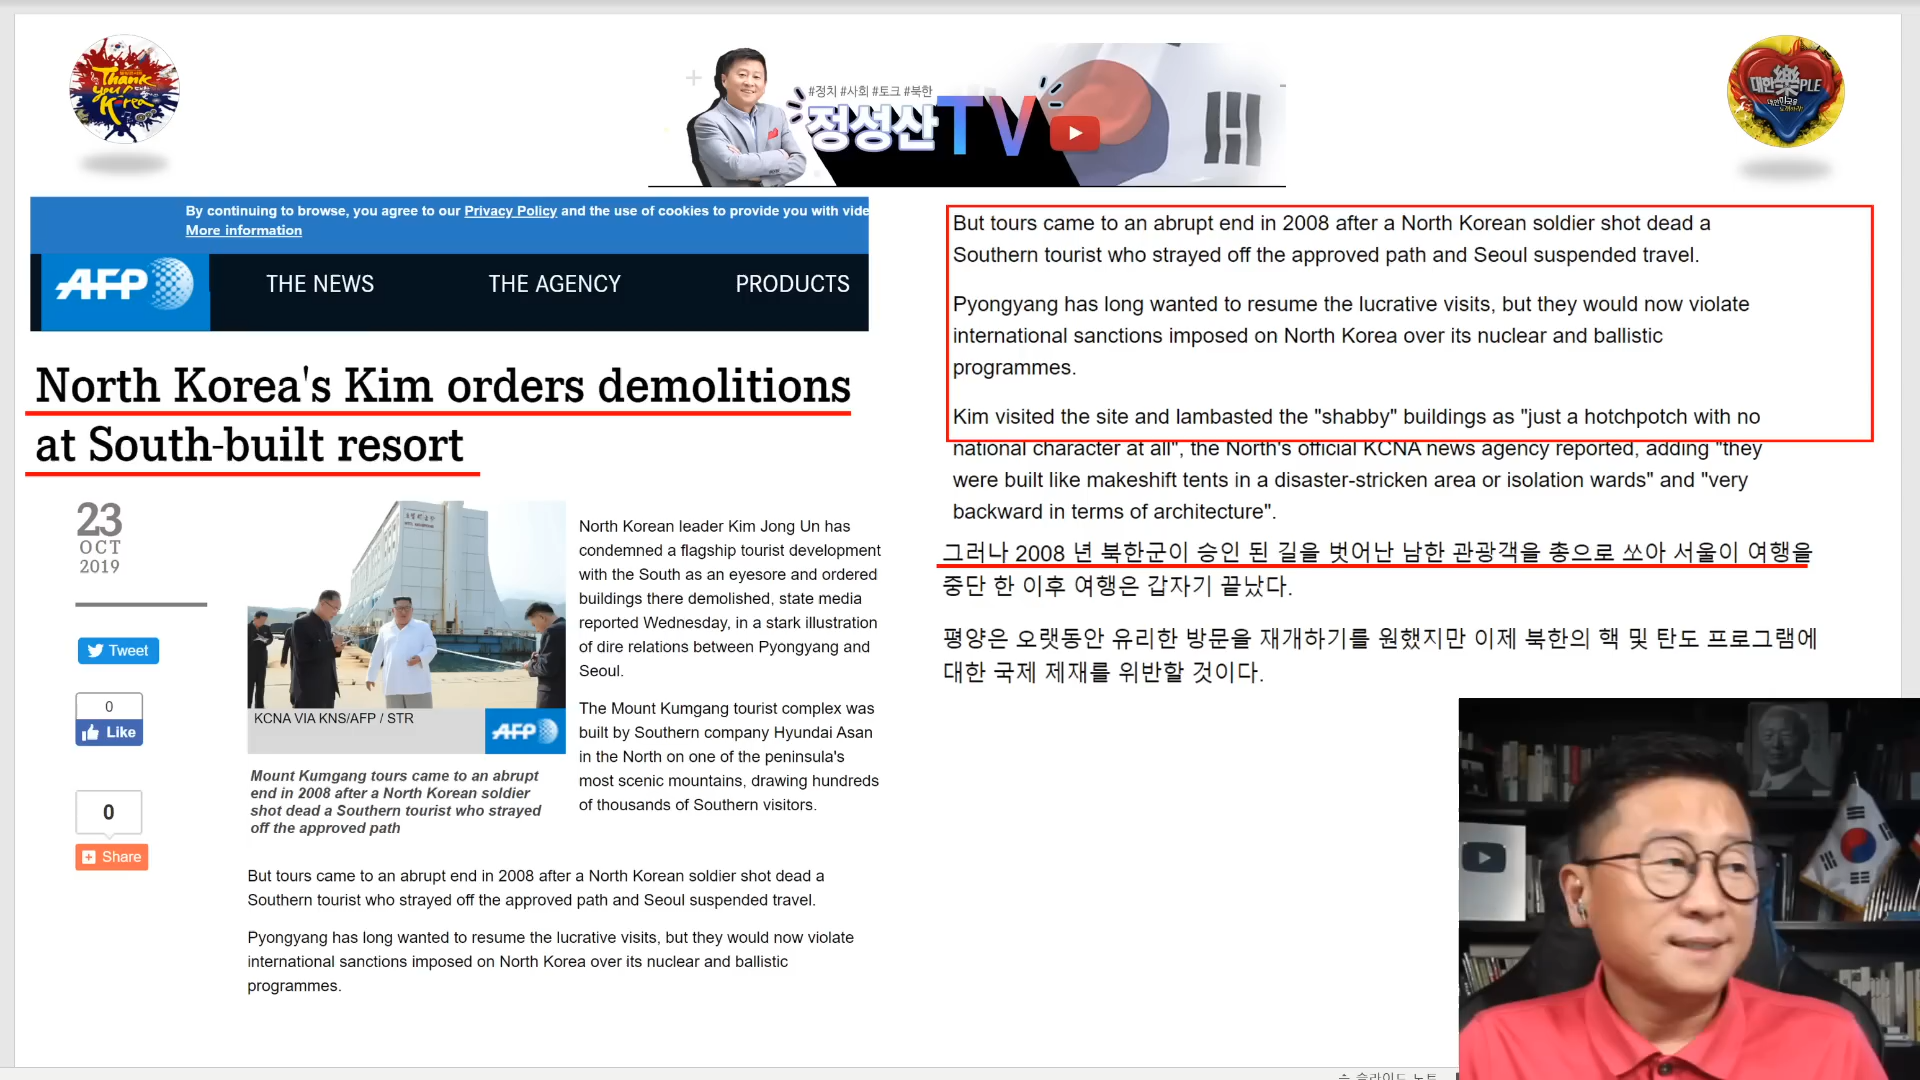 Thank
you!
Korea
#정치 #사회 #토크 #북한
정성산TV
대한樂PLE
By continuing to browse, you agree to our Privacy Policy and the use of cookies to provide you with vide
More information
AFP
THE NEWS
THE AGENCY
PRODUCTS
North Korea's Kim orders demolitions
at South-built resort
23
OCT
2019
Tweet
0
Like
0
Share
KCNA VIA KNS/AFP / STR
AFP
Mount Kumgang tours came to an abrupt
end in 2008 after a North Korean soldier
shot dead a Southern tourist who strayed
off the approved path
North Korean leader Kim Jong Un has
condemned a flagship tourist development
with the South as an eyesore and ordered
buildings there demolished, state media
reported Wednesday, in a stark illustration
of dire relations between Pyongyang and
Seoul.
The Mount Kumgang tourist complex was
built by Southern company Hyundai Asan
in the North on one of the peninsula's
most scenic mountains, drawing hundreds
of thousands of Southern visitors.
But tours came to an abrupt end in 2008 after a North Korean soldier shot dead a
Southern tourist who strayed off the approved path and Seoul suspended travel.
Pyongyang has long wanted to resume the lucrative visits, but they would now violate
international sanctions imposed on North Korea over its nuclear and ballistic
programmes.
But tours came to an abrupt end in 2008 after a North Korean soldier shot dead a
Southern tourist who strayed off the approved path and Seoul suspended travel.
Pyongyang has long wanted to resume the lucrative visits, but they would now violate
international sanctions imposed on North Korea over its nuclear and ballistic
programmes.
Kim visited the site and lambasted the "shabby" buildings as "just a hotchpotch with no
national character at all", the North's official KCNA news agency reported, adding "they
were built like makeshift tents in a disaster-stricken area or isolation wards" and "very
backward in terms of architecture".
그러나 2008 년 북한군이 승인 된 길을 벗어난 남한 관광객을 총으로 쏘아 서울이 여행을
중단 한 이후 여행은 갑자기 끝났다.
평양은 오랫동안 유리한 방문을 재개하기를 원했지만 이제 북한의 핵 및 탄도 프로그램에
대한 국제 제재를 위반할 것이다.
슬라이드 노트